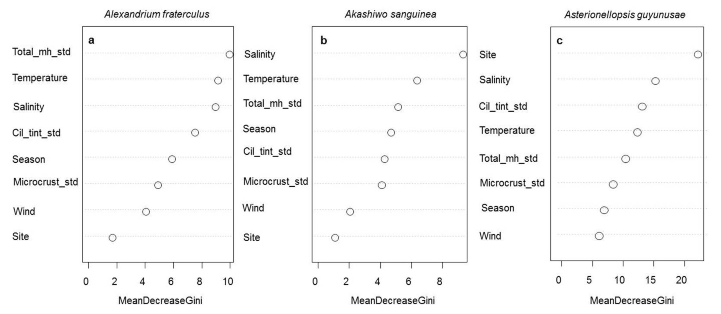 Alexandrium fraterculus
a
Total_mh_std
Temperature
Salinity
Cil_tint_std
Season
Microcrust_std
Wind
Site
0 2 4 6 8 10
MeanDecreaseGini
Akashiwo sanguinea
b
Salinity
Temperature
Total_mh_std
Season
Cil_tint_std
Microcrust_std
Wind
Site
0 2 4 6 8
MeanDecreaseGini
Asterionellopsis guyunusae
c
Site
Salinity
Cil_tint_std
Temperature
Total_mh_std
Microcrust_std
Season
Wind
0 5 10 15 20
MeanDecreaseGini